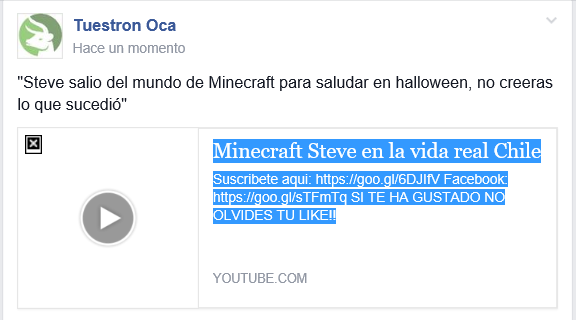 Tuestron Oca
Hace un momento
"Steve salio del mundo de Minecraft para saludar en halloween, no creeras
lo que sucedió"
Minecraft Steve en la vida real Chile
Suscribete aqui: https://goo.gl/6DJIfV Facebook:
https://goo.gl/sTFmTq SI TE HA GUSTADO NO
OLVIDES TU LIKE!!
YOUTUBE.COM